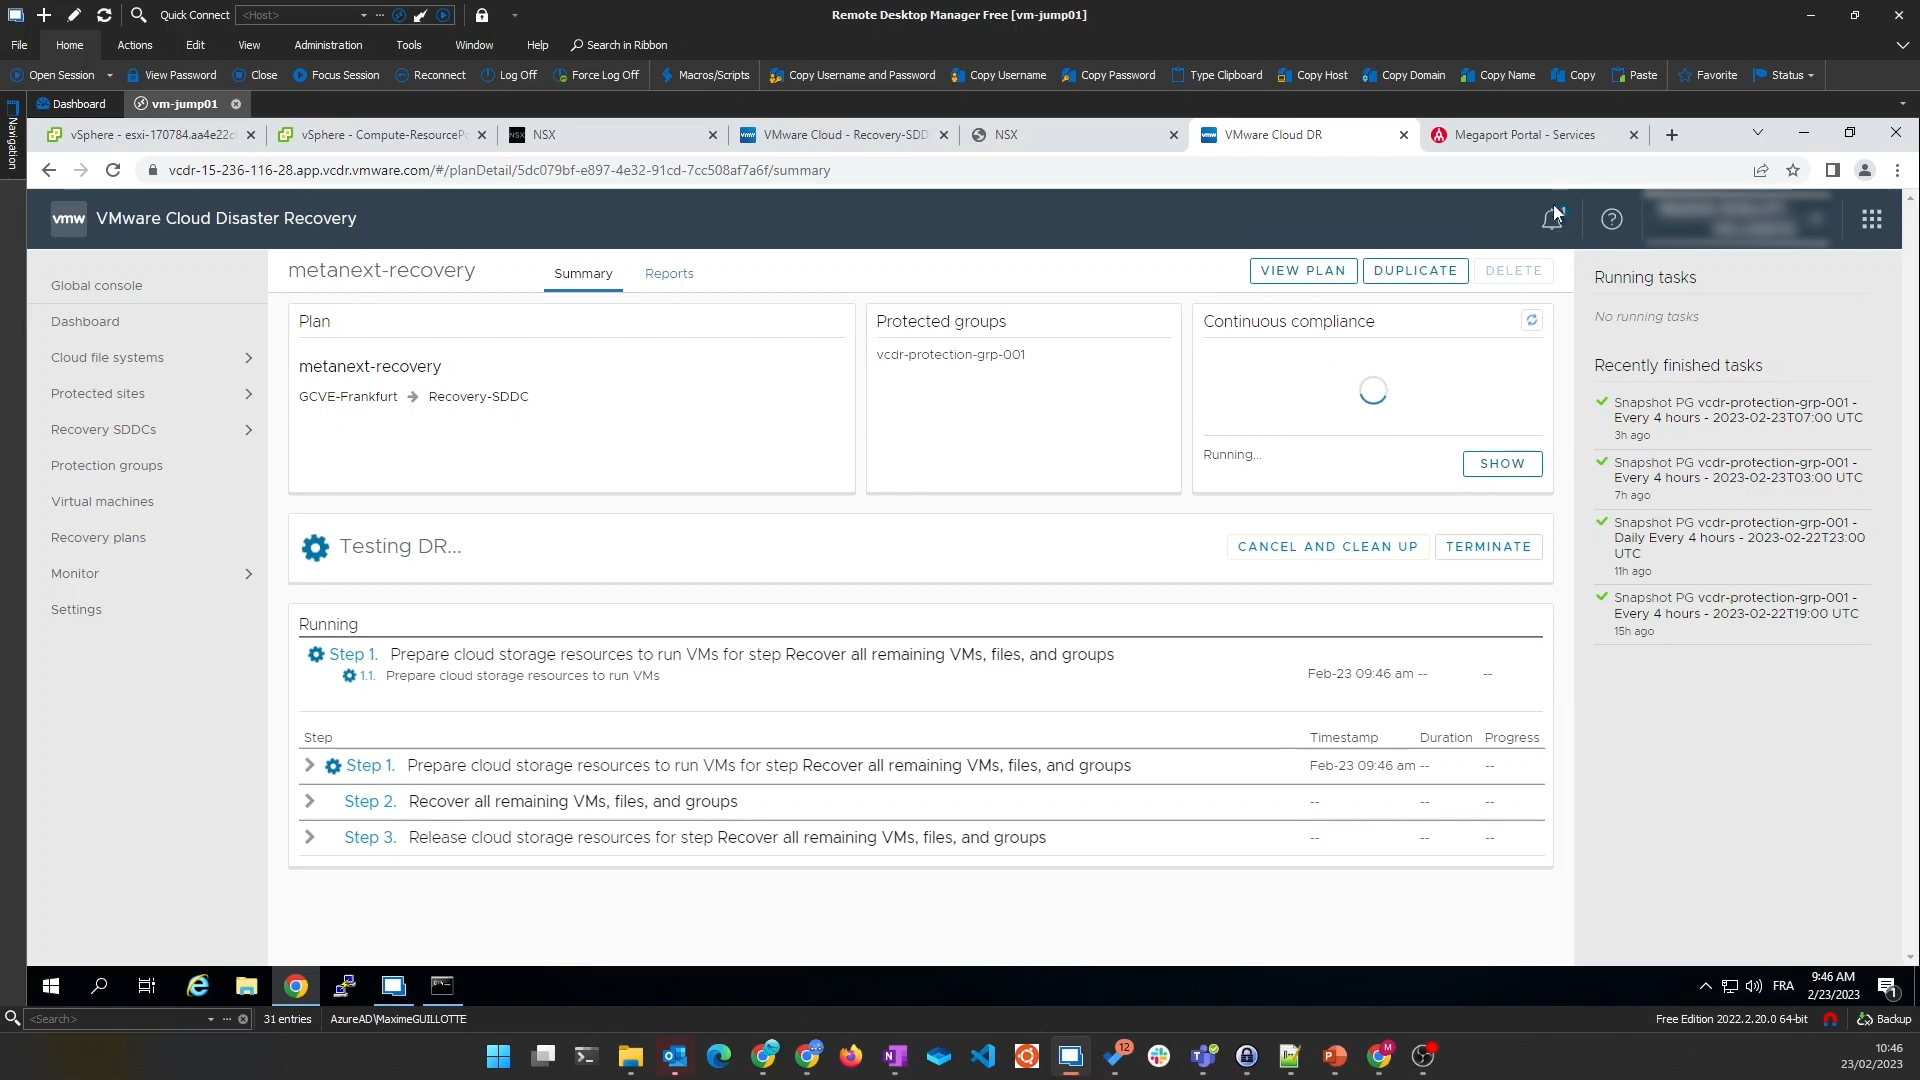 Quick Connect <Host>
Remote Desktop Manager Free [vm-jump01]
File Home Actions Edit View Administration Tools Window Help Search in Ribbon
Open Session View Password Close Focus Session Reconnect Log Off Force Log Off Macros/Scripts Copy Username and Password Copy Username Copy Password Type Clipboard Copy Host Copy Domain Copy Name Copy Paste Favorite Status
Navigation
Dashboard vm-jump01
vSphere - esxi-170784.aa4e22c vSphere - Compute-ResourceP NSX NSX vmw VMware Cloud - Recovery-SDD NSX vmw VMware Cloud DR Megaport Portal - Services
vcdr-15-236-116-28.app.vcdr.vmware.com/#/planDetail/5dc079bf-e897-4e32-91cd-7cc508af7a6f/summary
vmw VMware Cloud Disaster Recovery
Global console
Dashboard
Cloud file systems
Protected sites
Recovery SDDCs
Protection groups
Virtual machines
Recovery plans
Monitor
Settings
metanext-recovery Summary Reports VIEW PLAN DUPLICATE DELETE
Plan
metanext-recovery
GCVE-Frankfurt Recovery-SDDC
Protected groups
vcdr-protection-grp-001
Continuous compliance
Running...
SHOW
Testing DR...
CANCEL AND CLEAN UP TERMINATE
Running
Step 1. Prepare cloud storage resources to run VMs for step Recover all remaining VMs, files, and groups
1.1. Prepare cloud storage resources to run VMs Feb-23 09:46 am -- --
Step Timestamp Duration Progress
Step 1. Prepare cloud storage resources to run VMs for step Recover all remaining VMs, files, and groups Feb-23 09:46 am -- --
Step 2. Recover all remaining VMs, files, and groups -- -- --
Step 3. Release cloud storage resources for step Recover all remaining VMs, files, and groups -- -- --
Running tasks
No running tasks
Recently finished tasks
Snapshot PG vcdr-protection-grp-001 -
Every 4 hours - 2023-02-23T07:00 UTC
3h ago
Snapshot PG vcdr-protection-grp-001 -
Every 4 hours - 2023-02-23T03:00 UTC
7h ago
Snapshot PG vcdr-protection-grp-001 -
Daily Every 4 hours - 2023-02-22T23:00
UTC
11h ago
Snapshot PG vcdr-protection-grp-001 -
Every 4 hours - 2023-02-22T19:00 UTC
15h ago
FRA
9:46 AM
2/23/2023
1
<Search> 31 entries AzureAD\MaximeGUILLOTTE
Free Edition 2022.2.20.0 64-bit Backup
12
M
10:46
23/02/2023